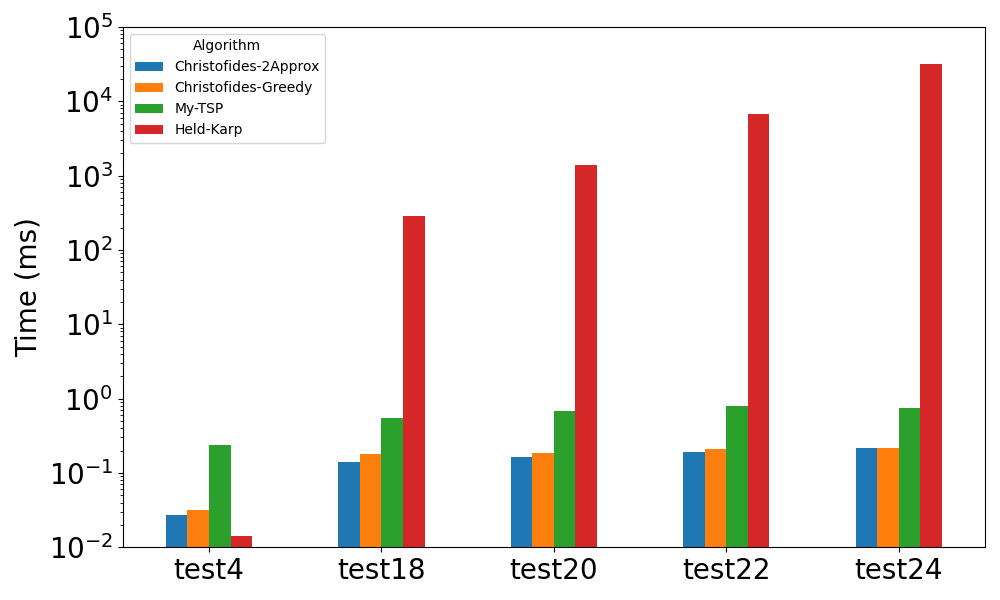 Time (ms)
10^5
10^4
10^3
10^2
10^1
10^0
10^−1
10^−2
Algorithm
Christofides-2Approx
Christofides-Greedy
My-TSP
Held-Karp
test4 test18 test20 test22 test24